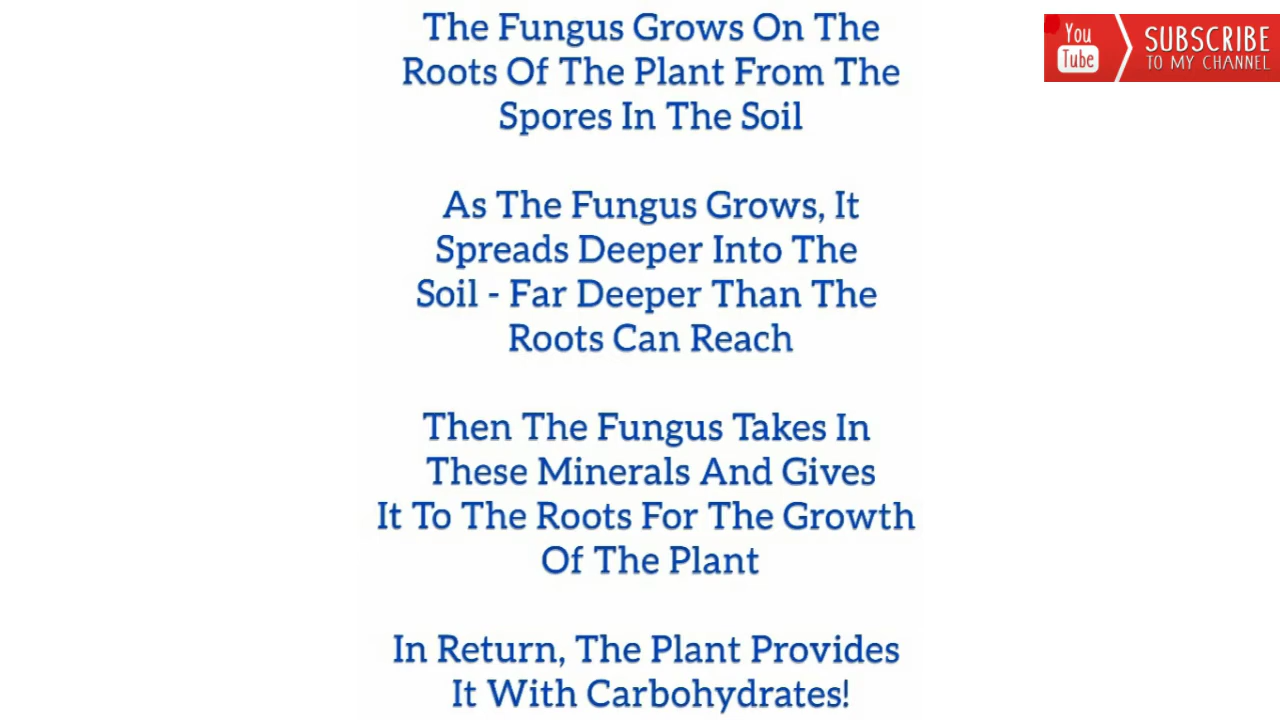 The Fungus Grows On The
Roots Of The Plant From The
Spores In The Soil
As The Fungus Grows, It
Spreads Deeper Into The
Soil - Far Deeper Than The
Roots Can Reach
Then The Fungus Takes In
These Minerals And Gives
It To The Roots For The Growth
Of The Plant
In Return, The Plant Provides
It With Carbohydrates!
You
Tube
SUBSCRIBE
TO MY CHANNEL